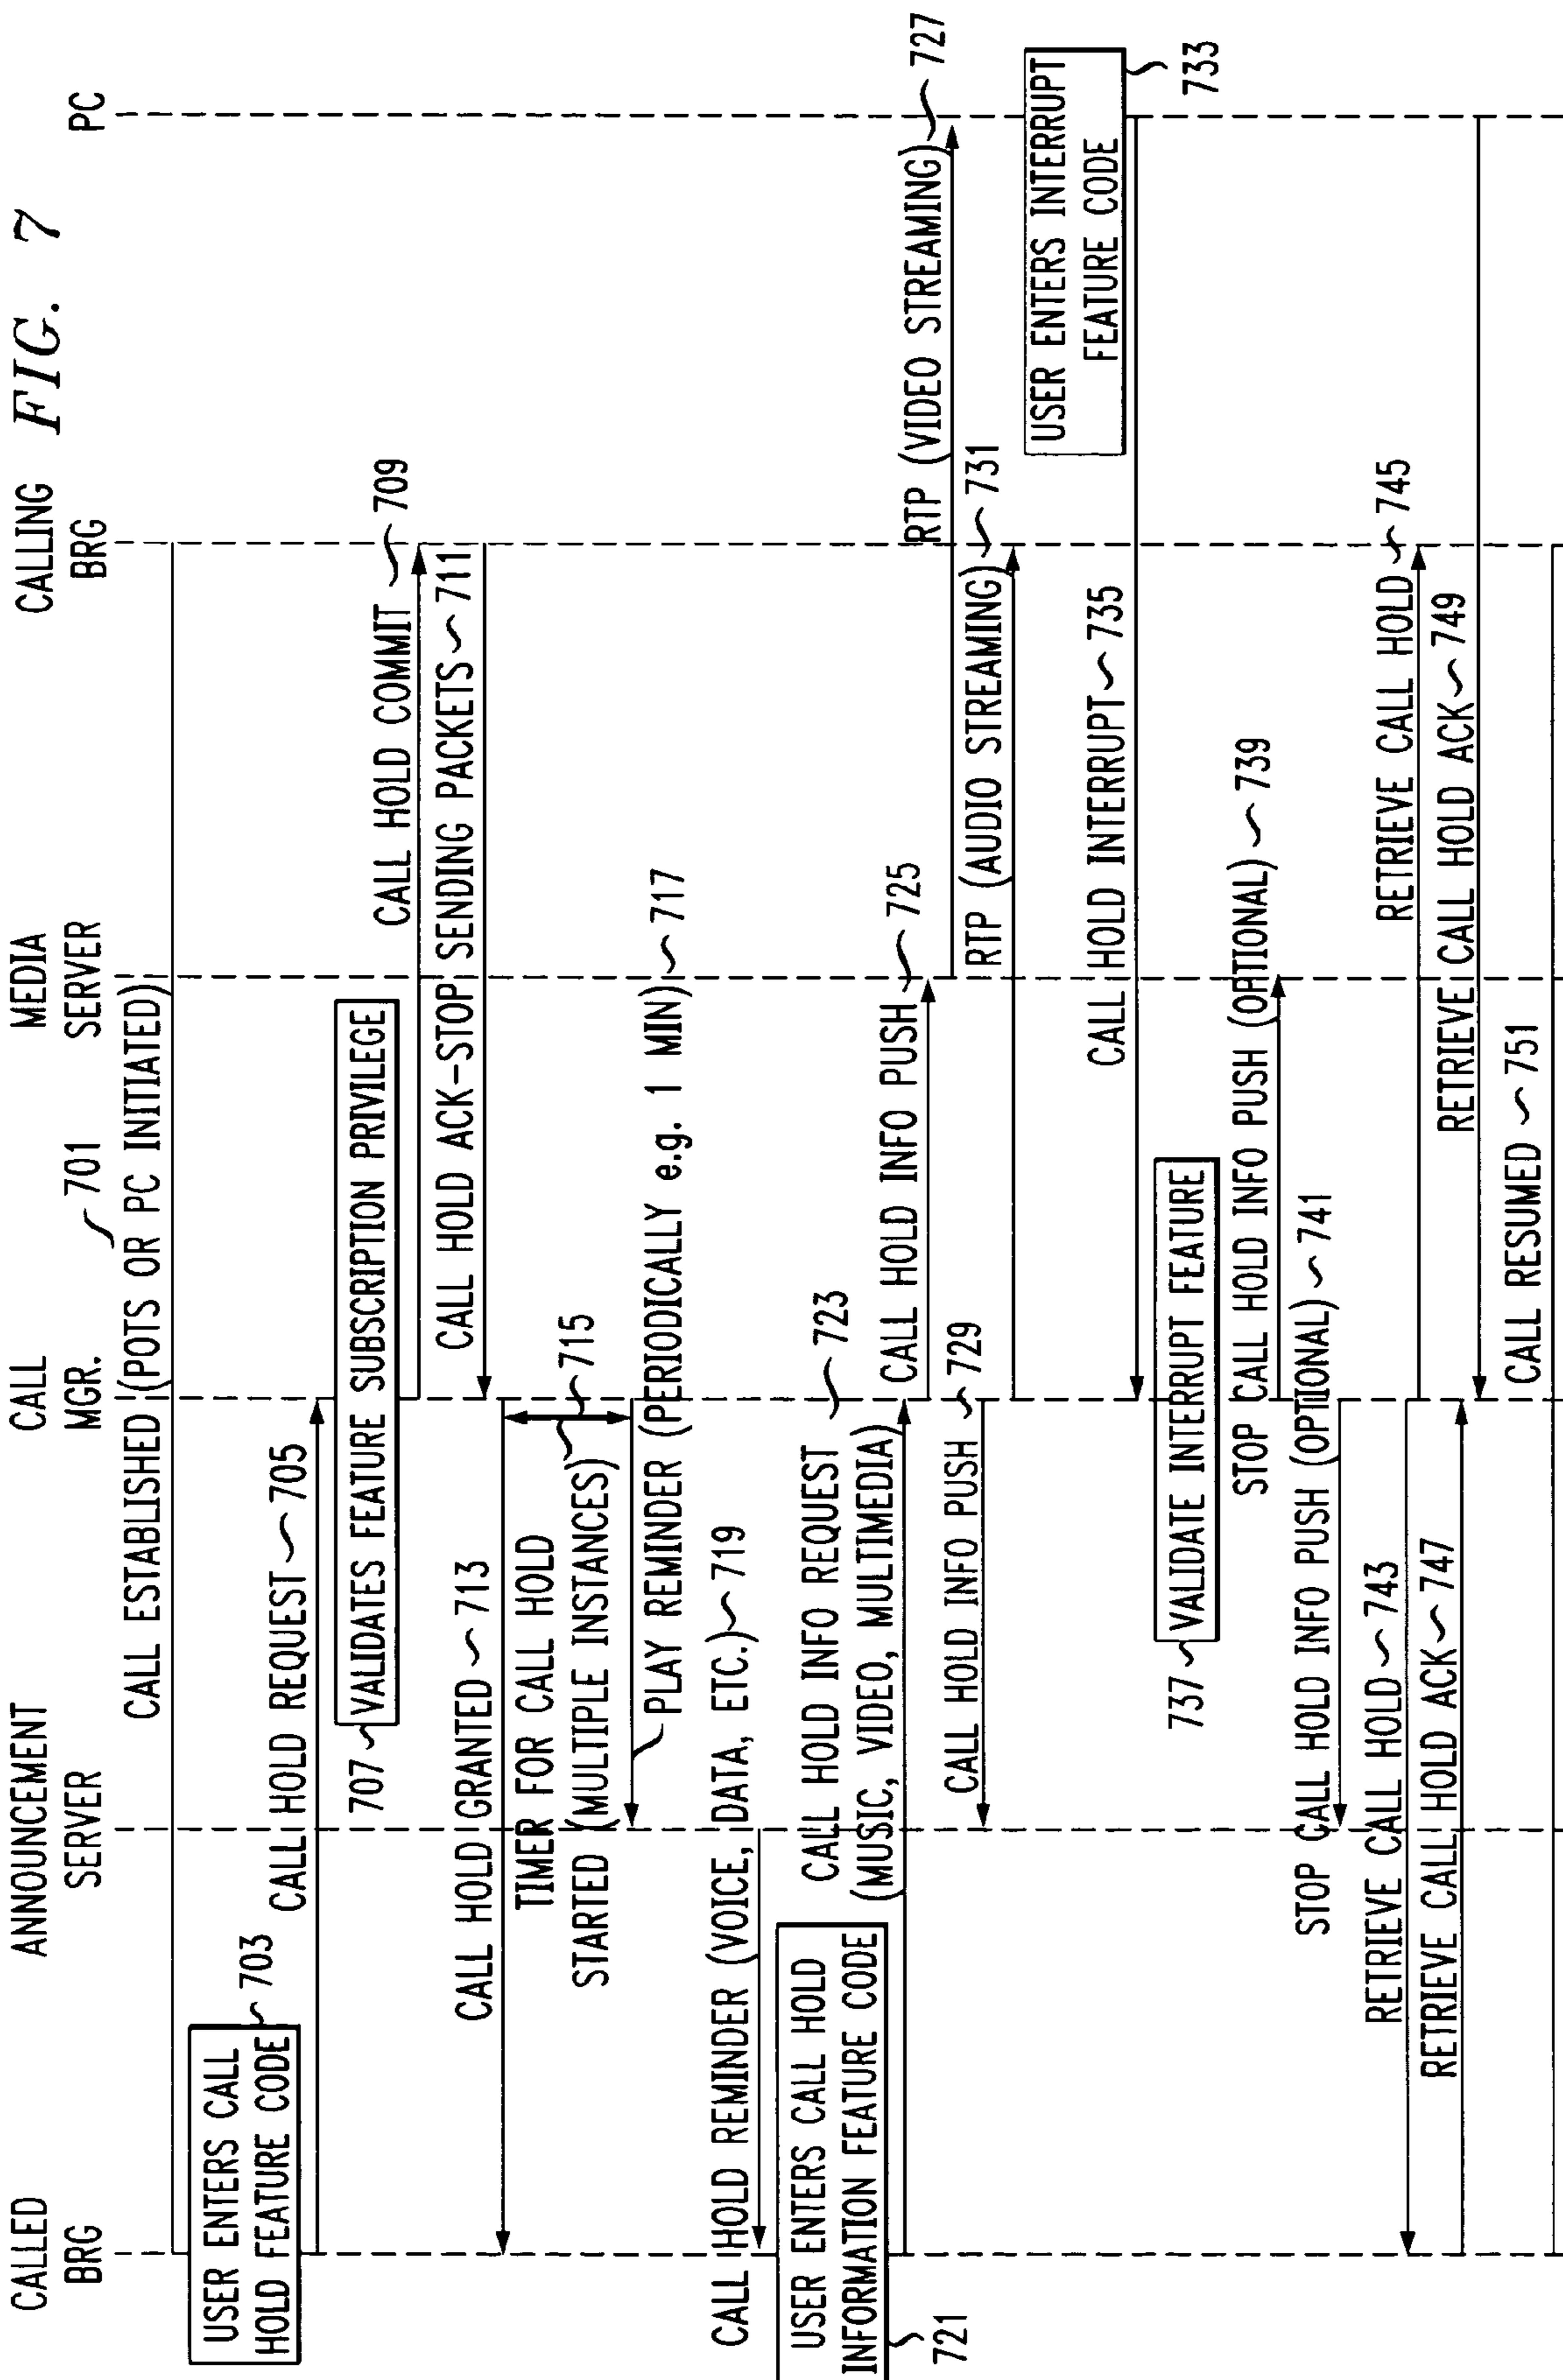 FIG. 7
CALLED
BRG
ANNOUNCEMENT
SERVER
CALL
MGR.
MEDIA
SERVER
CALLING
BRG
PC
701
CALL ESTABLISHED (POTS OR PC INITIATED)
USER ENTERS CALL
HOLD FEATURE CODE
703
CALL HOLD REQUEST 705
707 VALIDATES FEATURE SUBSCRIPTION PRIVILEGE
CALL HOLD COMMIT 709
CALL HOLD ACK-STOP SENDING PACKETS 711
CALL HOLD GRANTED 713
TIMER FOR CALL HOLD
STARTED (MULTIPLE INSTANCES) 715
PLAY REMINDER (PERIODICALLY e.g. 1 MIN) 717
CALL HOLD REMINDER (VOICE, DATA, ETC.) 719
USER ENTERS CALL HOLD
INFORMATION FEATURE CODE
721
CALL HOLD INFO REQUEST 723
(MUSIC, VIDEO, MULTIMEDIA)
CALL HOLD INFO PUSH 725
RTP (VIDEO STREAMING) 727
CALL HOLD INFO PUSH 729
RTP (AUDIO STREAMING) 731
USER ENTERS INTERRUPT
FEATURE CODE
733
CALL HOLD INTERRUPT 735
737 VALIDATE INTERRUPT FEATURE
STOP CALL HOLD INFO PUSH (OPTIONAL) 739
STOP CALL HOLD INFO PUSH (OPTIONAL) 741
RETRIEVE CALL HOLD 743
RETRIEVE CALL HOLD 745
RETRIEVE CALL HOLD ACK 747
RETRIEVE CALL HOLD ACK 749
CALL RESUMED 751